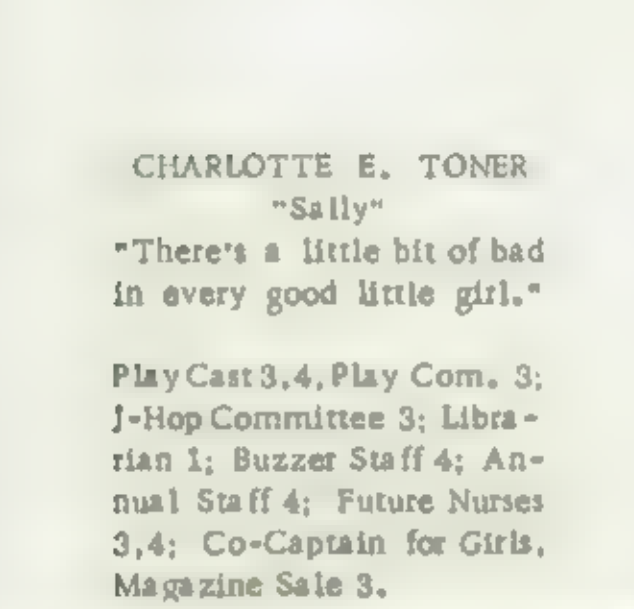 CHARLOTTE E. TONER
"Sally"
"There's a little bit of bad
in every good little girl."
Play Cast 3,4, Play Com. 3;
J-Hop Committee 3; Libra-
rian 1; Buzzer Staff 4; An-
nual Staff 4; Future Nurses
3,4; Co-Captain for Girls,
Magazine Sale 3.